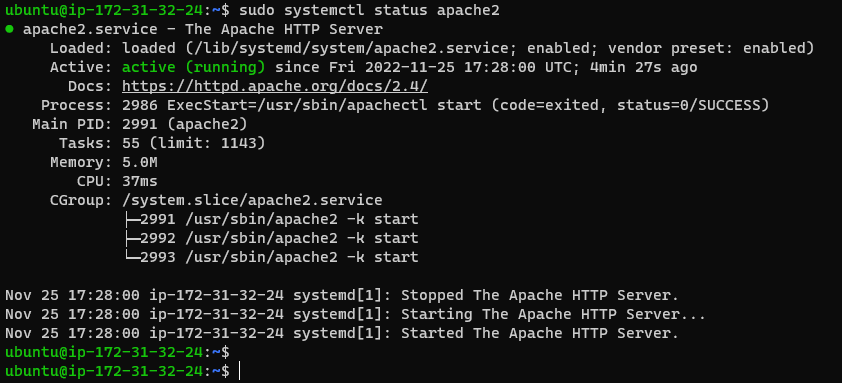 ubuntu@ip-172-31-32-24:~$ sudo systemctl status apache2
● apache2.service - The Apache HTTP Server
     Loaded: loaded (/lib/systemd/system/apache2.service; enabled; vendor preset: enabled)
     Active: active (running) since Fri 2022-11-25 17:28:00 UTC; 4min 27s ago
       Docs: https://httpd.apache.org/docs/2.4/
    Process: 2986 ExecStart=/usr/sbin/apachectl start (code=exited, status=0/SUCCESS)
   Main PID: 2991 (apache2)
      Tasks: 55 (limit: 1143)
     Memory: 5.0M
        CPU: 37ms
     CGroup: /system.slice/apache2.service
             ├─2991 /usr/sbin/apache2 -k start
             ├─2992 /usr/sbin/apache2 -k start
             └─2993 /usr/sbin/apache2 -k start

Nov 25 17:28:00 ip-172-31-32-24 systemd[1]: Stopped The Apache HTTP Server.
Nov 25 17:28:00 ip-172-31-32-24 systemd[1]: Starting The Apache HTTP Server...
Nov 25 17:28:00 ip-172-31-32-24 systemd[1]: Started The Apache HTTP Server.
ubuntu@ip-172-31-32-24:~$
ubuntu@ip-172-31-32-24:~$